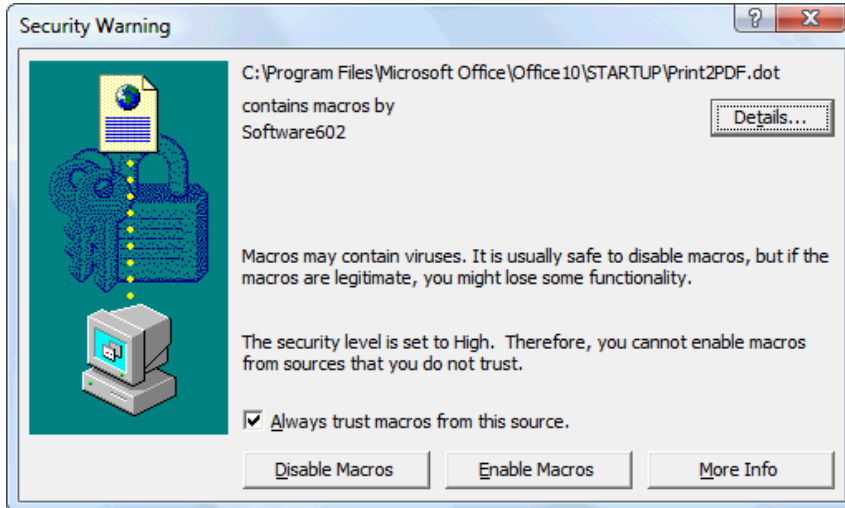 Security Warning
C:\Program Files\Microsoft Office\Office10\STARTUP\Print2PDF.dot
contains macros by
Software602
Details...
Macros may contain viruses. It is usually safe to disable macros, but if the
macros are legitimate, you might lose some functionality.
The security level is set to High.  Therefore, you cannot enable macros
from sources that you do not trust.
Always trust macros from this source.
Disable Macros
Enable Macros
More Info